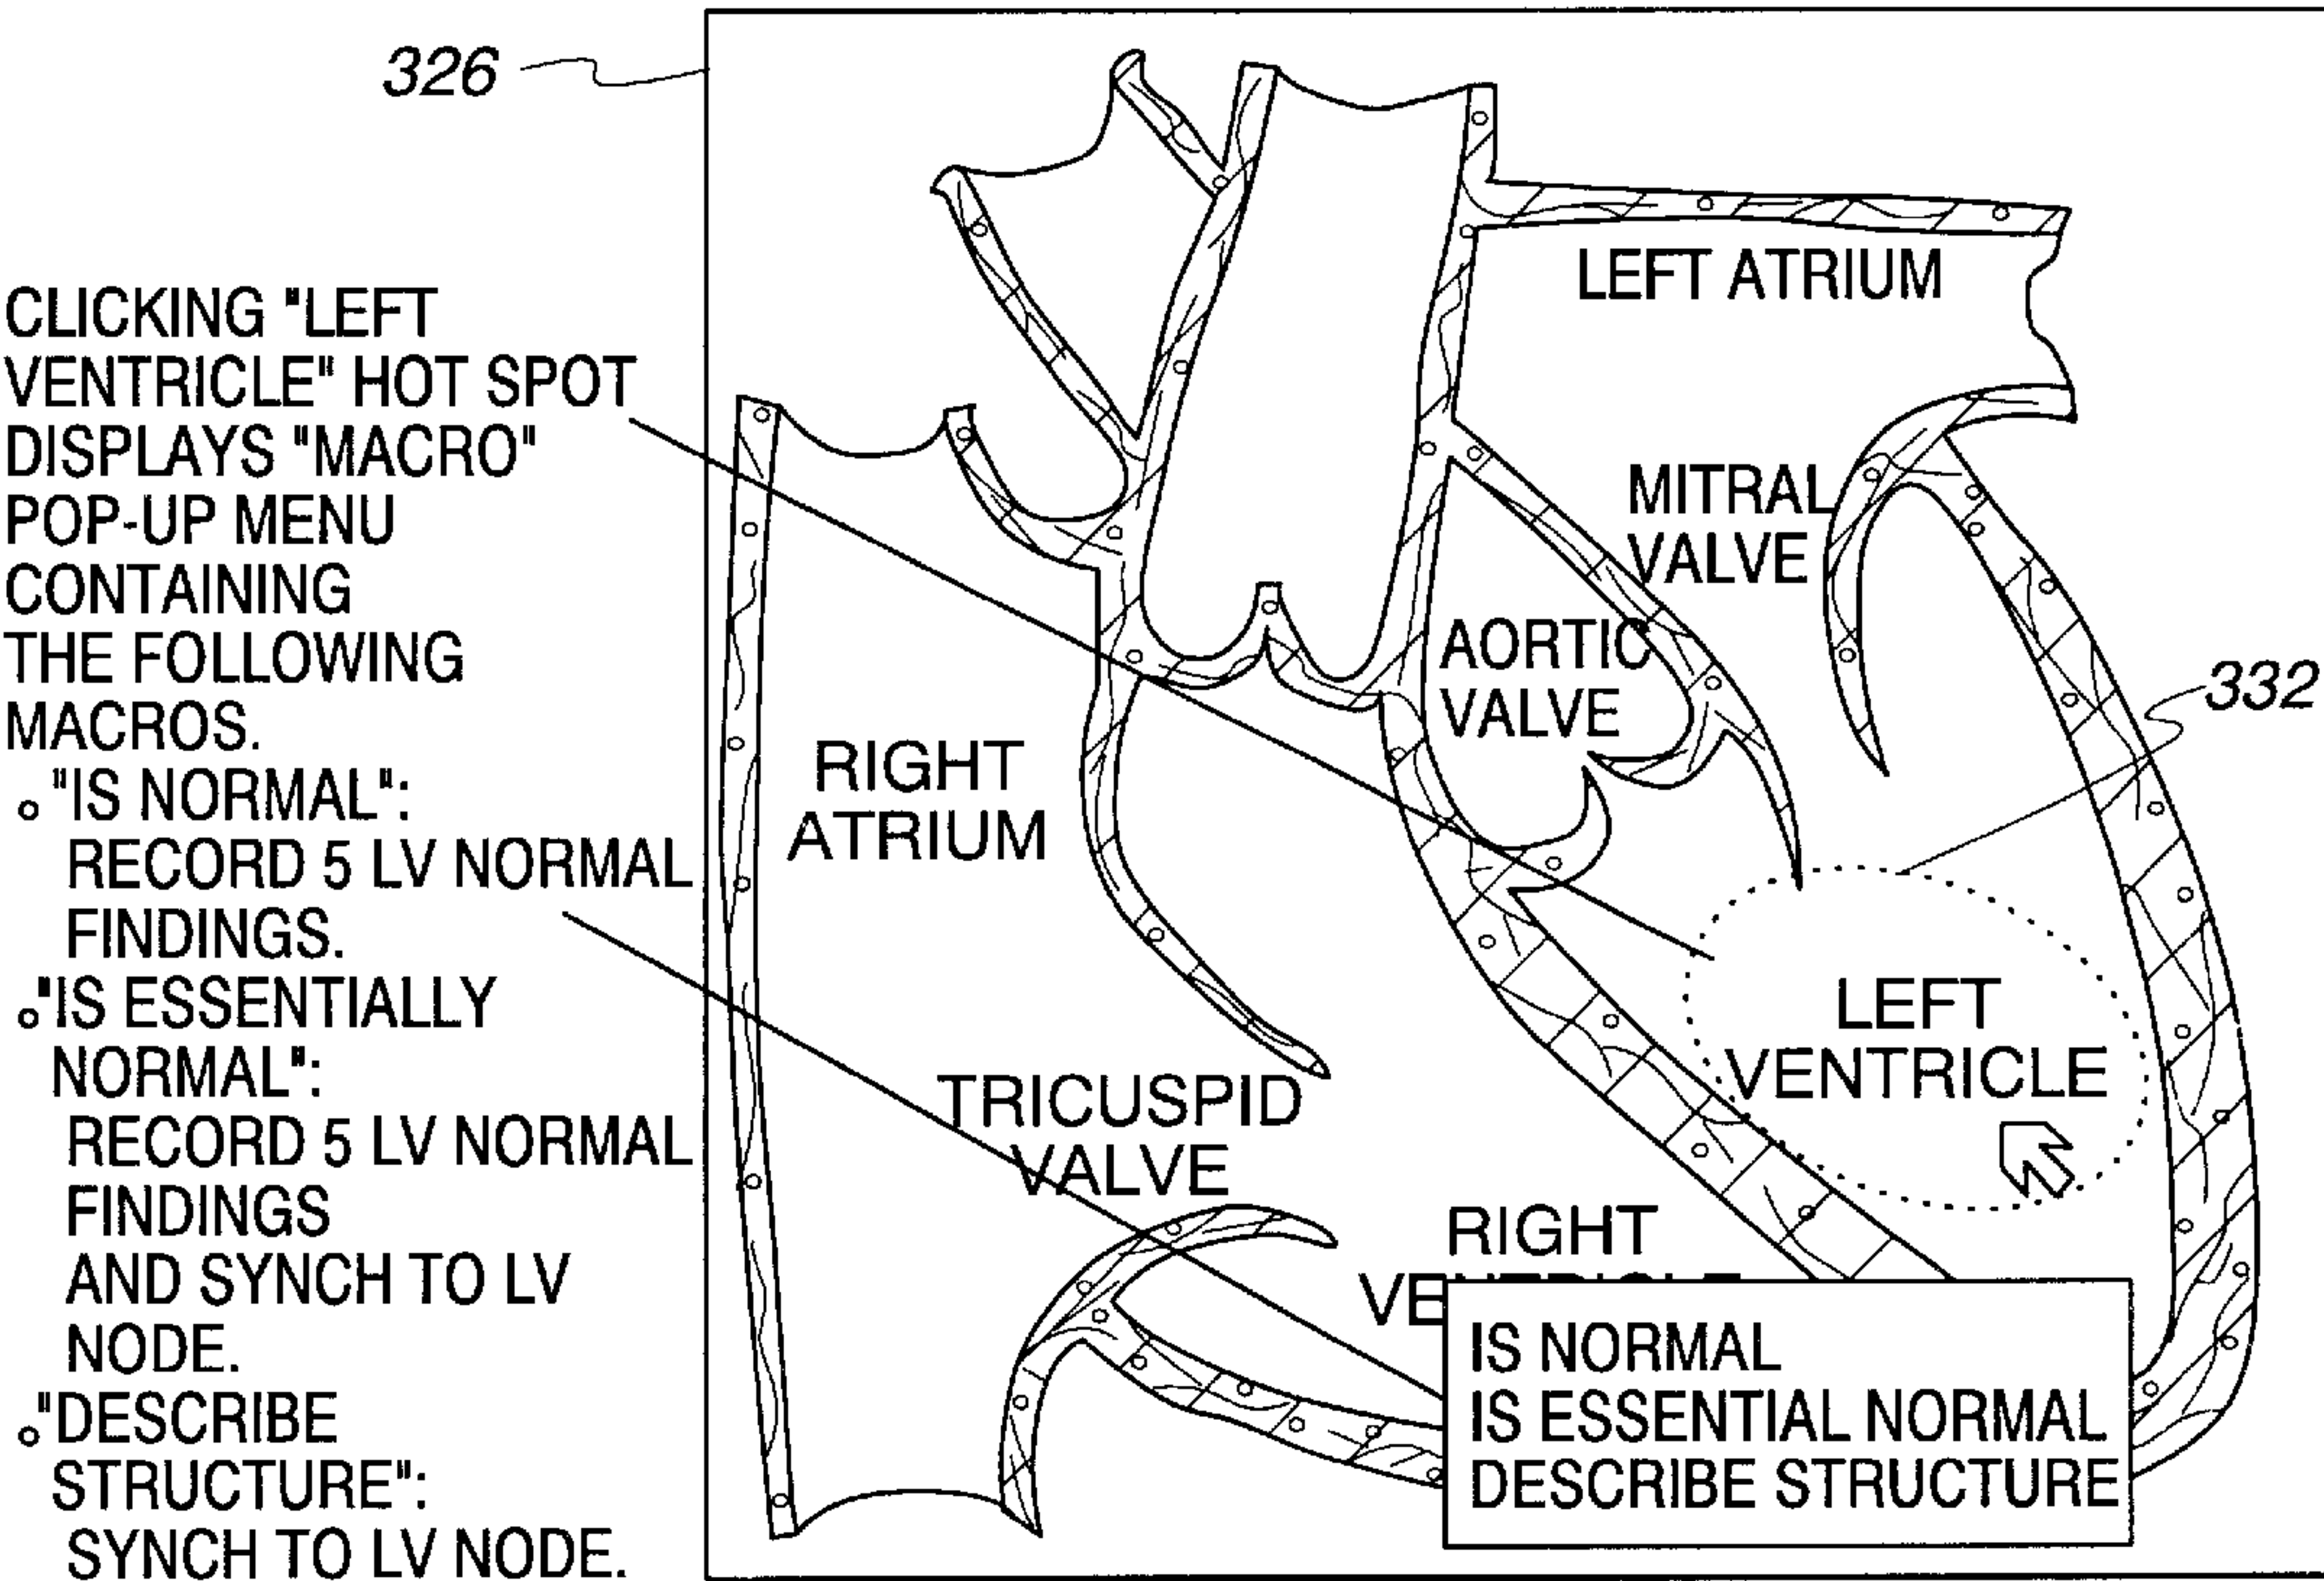 326
CLICKING "LEFT
VENTRICLE" HOT SPOT
DISPLAYS "MACRO"
POP-UP MENU
CONTAINING
THE FOLLOWING
MACROS.
"IS NORMAL":
RECORD 5 LV NORMAL
FINDINGS.
"IS ESSENTIALLY
NORMAL":
RECORD 5 LV NORMAL
FINDINGS
AND SYNCH TO LV
NODE.
"DESCRIBE
STRUCTURE":
SYNCH TO LV NODE.
LEFT ATRIUM
MITRAL
VALVE
AORTIC
VALVE
332
RIGHT
ATRIUM
LEFT
VENTRICLE
TRICUSPID
VALVE
RIGHT
IS NORMAL
IS ESSENTIAL NORMAL
DESCRIBE STRUCTURE